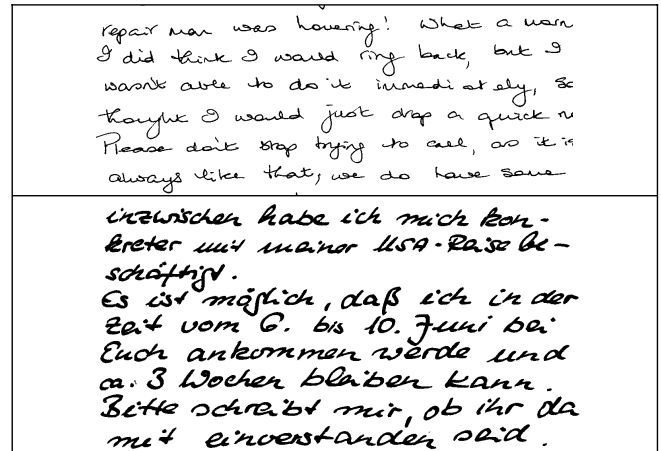 repair man was hovering! What a
I did think I would ring back, but I
wasn't able to do it immediately,
thought I would just drop a quick
Please don't stop trying to call, as it
always like that, we do have some
inzwischen habe ich mich kon-
kreter mit meiner USA-Reise be-
schäftigt.
Es ist möglich, daß ich in der
Zeit vom 6. bis 10. Juni bei
Euch ankommen werde und
ca. 3 Wochen bleiben kann.
Bitte schreibt mir, ob ihr da
mit einverstanden seid.